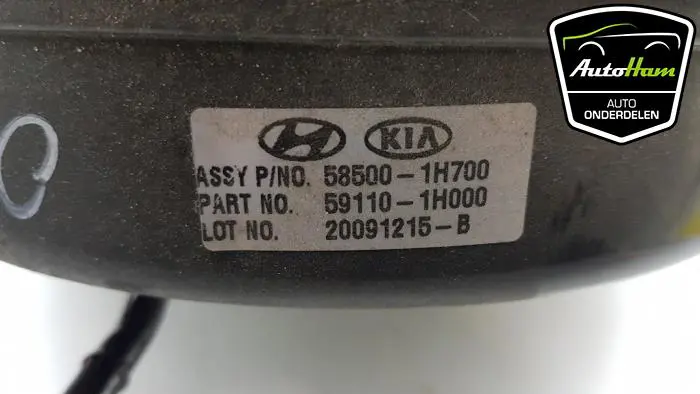 AutoHam
AUTO
ONDERDELEN
KIA
ASSY P/NO. 58500-1H700
PART NO. 59110-1H000
LOT NO. 20091215-B